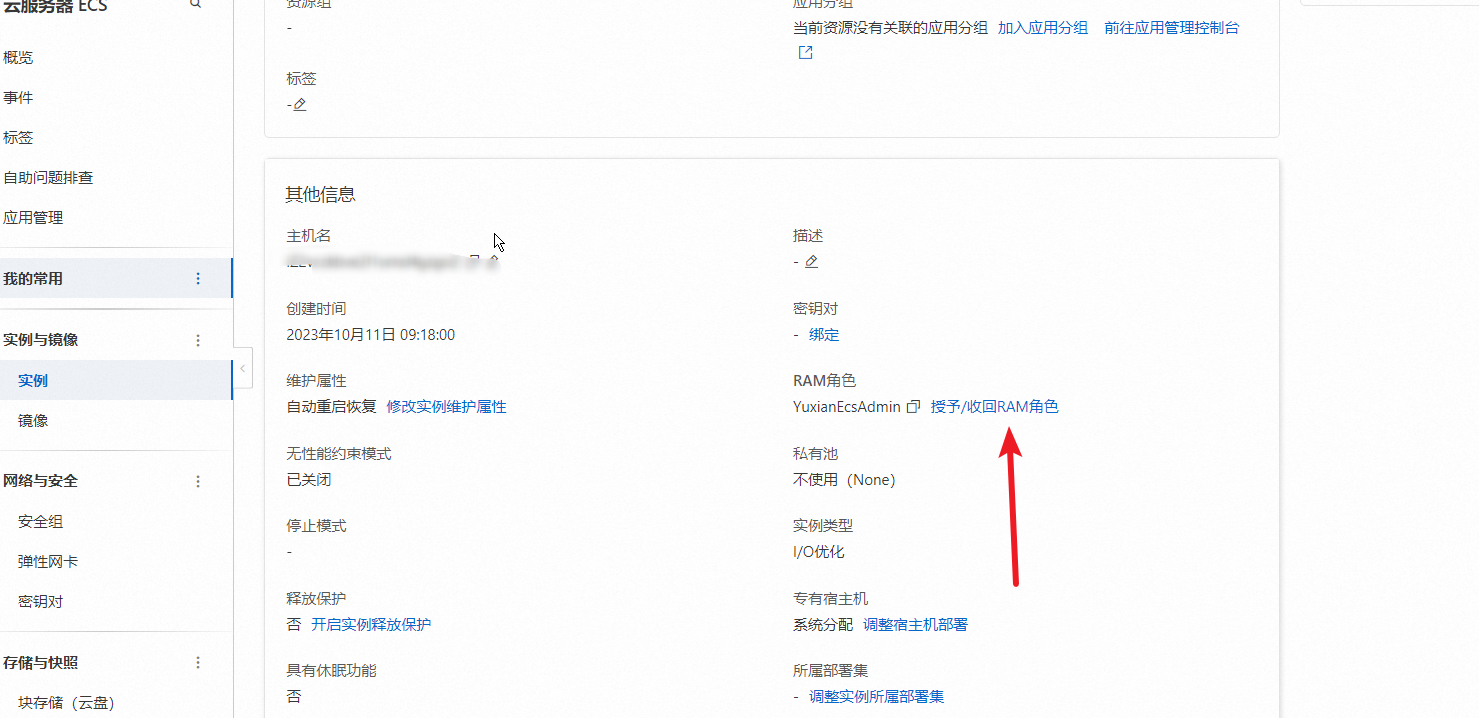 云服务器 ECS
概览
事件
标签
自助问题排查
应用管理
我的常用
实例与镜像
实例
镜像
网络与安全
安全组
弹性网卡
密钥对
存储与快照
块存储（云盘）
资源组
-
应用分组
当前资源没有关联的应用分组 加入应用分组 前往应用管理控制台
标签
-
其他信息
主机名
描述
-
创建时间
2023年10月11日 09:18:00
密钥对
- 绑定
维护属性
自动重启恢复 修改实例维护属性
RAM角色
YuxianEcsAdmin 授予/收回RAM角色
无性能约束模式
已关闭
私有池
不使用（None）
停止模式
-
实例类型
I/O优化
释放保护
否 开启实例释放保护
专有宿主机
系统分配 调整宿主机部署
具有休眠功能
否
所属部署集
- 调整实例所属部署集